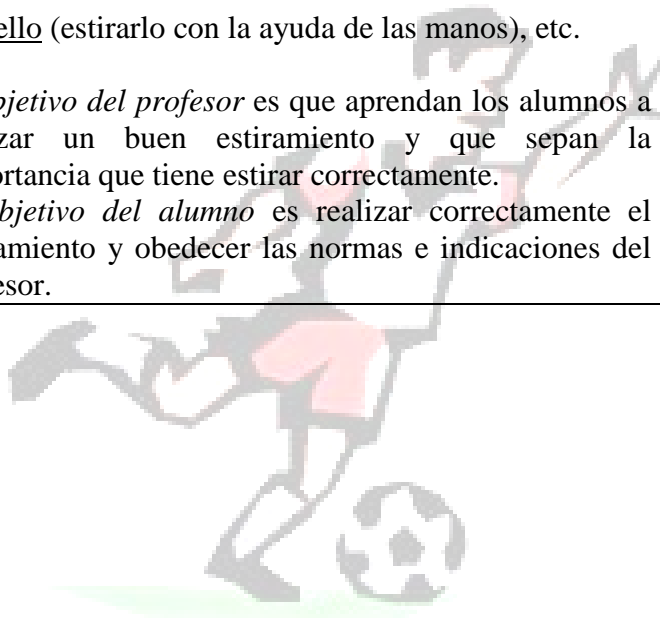 ello (estirarlo con la ayuda de las manos), etc.
jetivo del profesor es que aprendan los alumnos a
zar un buen estiramiento y que sepan la
ortancia que tiene estirar correctamente.
bjetivo del alumno es realizar correctamente el
amiento y obedecer las normas e indicaciones del
esor.